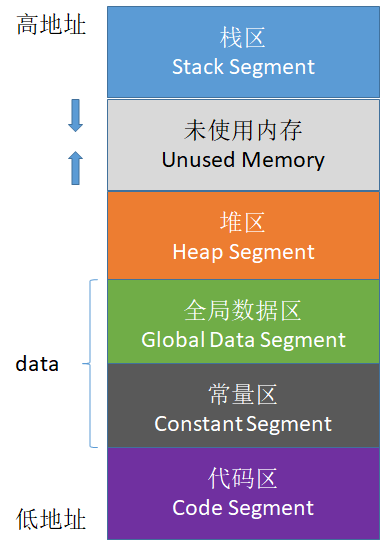 高地址
栈区
Stack Segment
未使用内存
Unused Memory
堆区
Heap Segment
全局数据区
Global Data Segment
data
常量区
Constant Segment
代码区
Code Segment
低地址